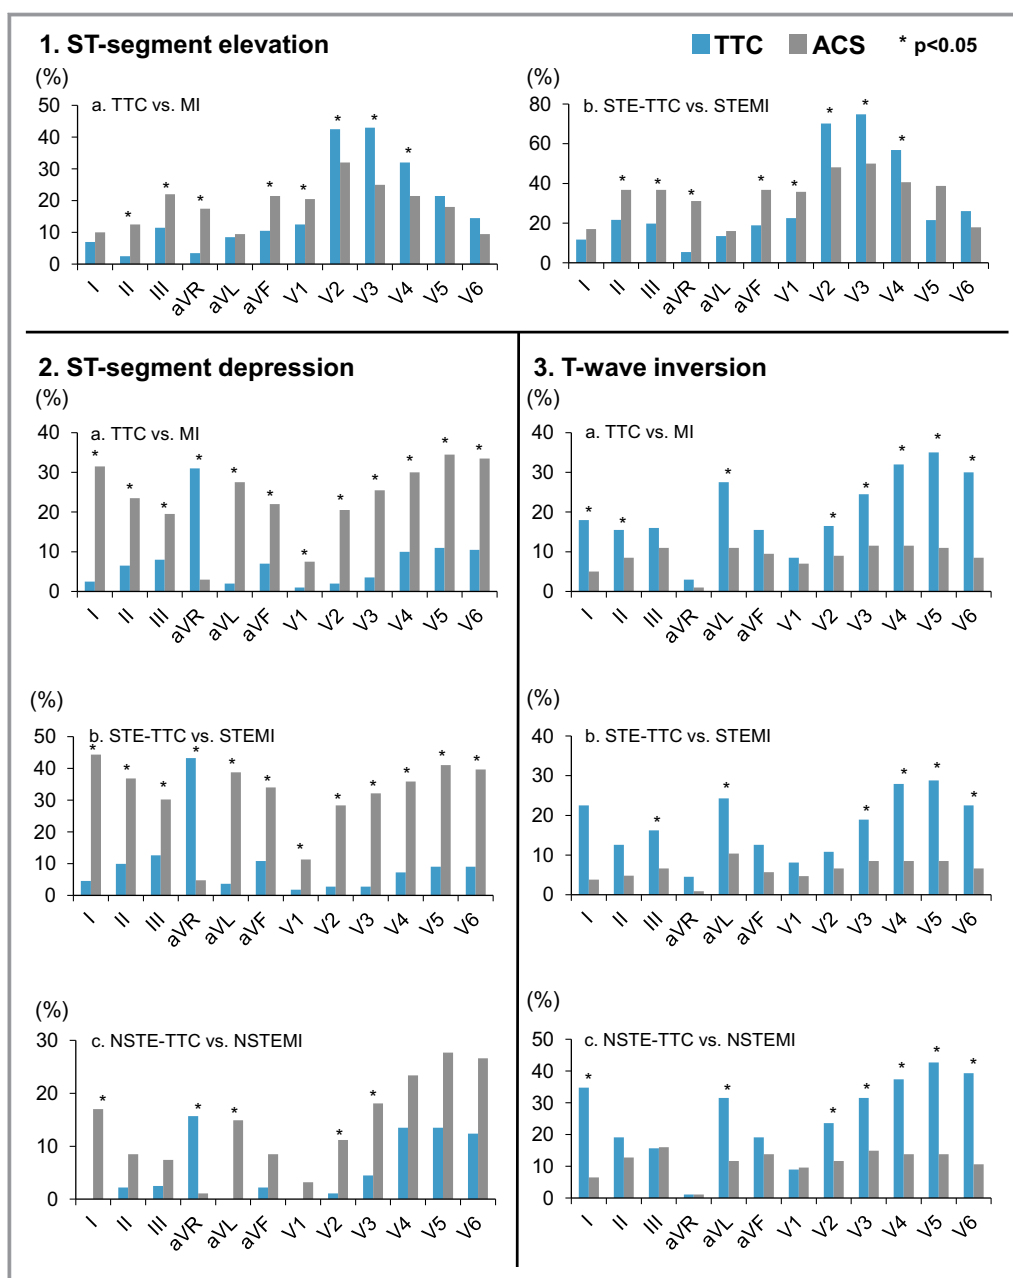 1. ST-segment elevation
TTC ACS * p<0.05
(%)
a. TTC vs. MI
50
40
30
20
10
0
* * * * * * * *
I II III aVR aVL aVF V1 V2 V3 V4 V5 V6
(%)
b. STE-TTC vs. STEMI
80
60
40
20
0
* * * * * * * *
I II III aVR aVL aVF V1 V2 V3 V4 V5 V6
2. ST-segment depression
(%)
a. TTC vs. MI
40
30
20
10
0
* * * * * * * * * * * *
I II III aVR aVL aVF V1 V2 V3 V4 V5 V6
(%)
b. STE-TTC vs. STEMI
50
40
30
20
10
0
* * * * * * * * * * * *
I II III aVR aVL aVF V1 V2 V3 V4 V5 V6
(%)
c. NSTE-TTC vs. NSTEMI
30
20
10
0
* * * * *
I II III aVR aVL aVF V1 V2 V3 V4 V5 V6
3. T-wave inversion
(%)
a. TTC vs. MI
40
30
20
10
0
* * * * * * * *
I II III aVR aVL aVF V1 V2 V3 V4 V5 V6
(%)
b. STE-TTC vs. STEMI
40
30
20
10
0
* * * * * *
I II III aVR aVL aVF V1 V2 V3 V4 V5 V6
(%)
c. NSTE-TTC vs. NSTEMI
50
40
30
20
10
0
* * * * * * *
I II III aVR aVL aVF V1 V2 V3 V4 V5 V6